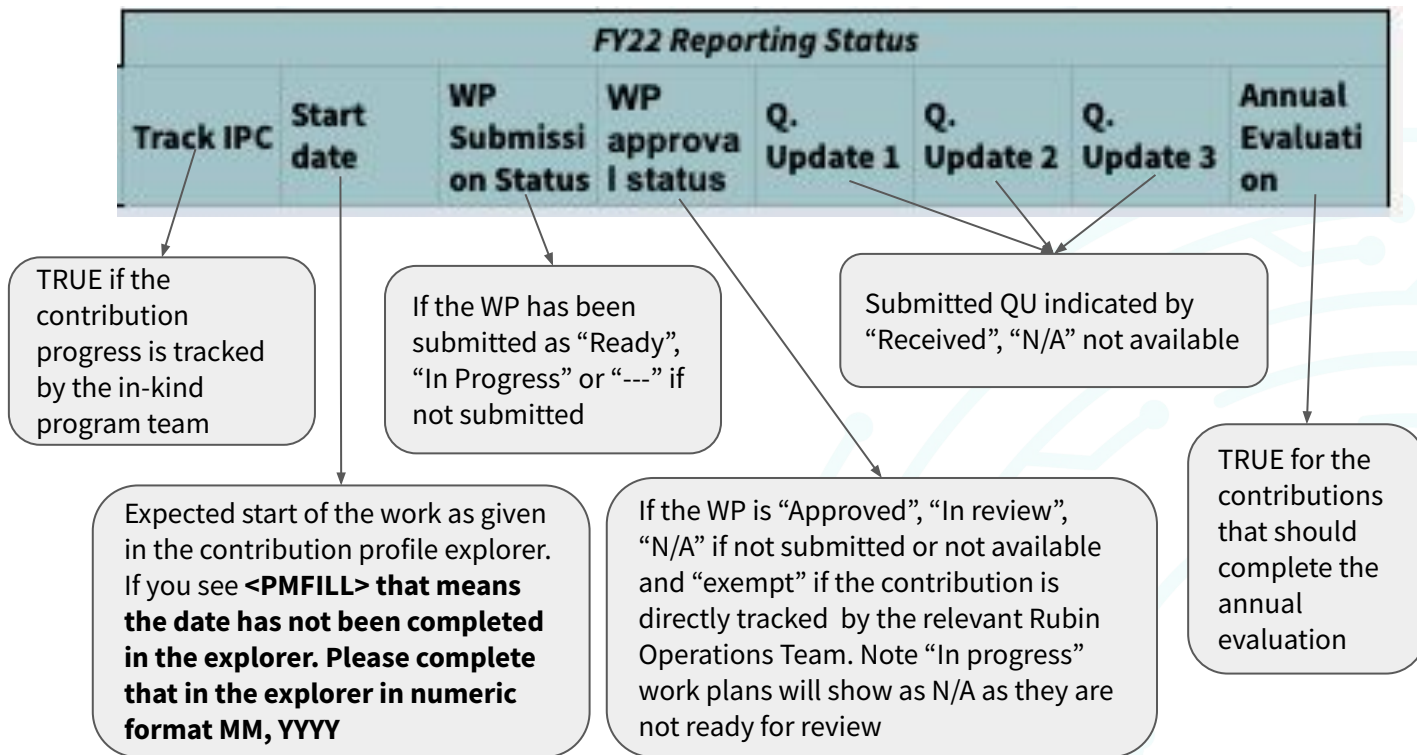 FY22 Reporting Status
Track IPC
Start
date
WP
Submissi
on Status
WP
approva
l status
Q.
Update 1
Q.
Update 2
Q.
Update 3
Annual
Evaluati
on
TRUE if the
contribution
progress is tracked
by the in-kind
program team
If the WP has been
submitted as “Ready”,
“In Progress” or “---” if
not submitted
Submitted QU indicated by
“Received”, “N/A” not available
Expected start of the work as given
in the contribution profile explorer.
If you see <PMFILL> that means
the date has not been completed
in the explorer. Please complete
that in the explorer in numeric
format MM, YYYY
If the WP is “Approved”, “In review”,
“N/A” if not submitted or not available
and “exempt” if the contribution is
directly tracked  by the relevant Rubin
Operations Team. Note “In progress”
work plans will show as N/A as they are
not ready for review
TRUE for the
contributions
that should
complete the
annual
evaluation